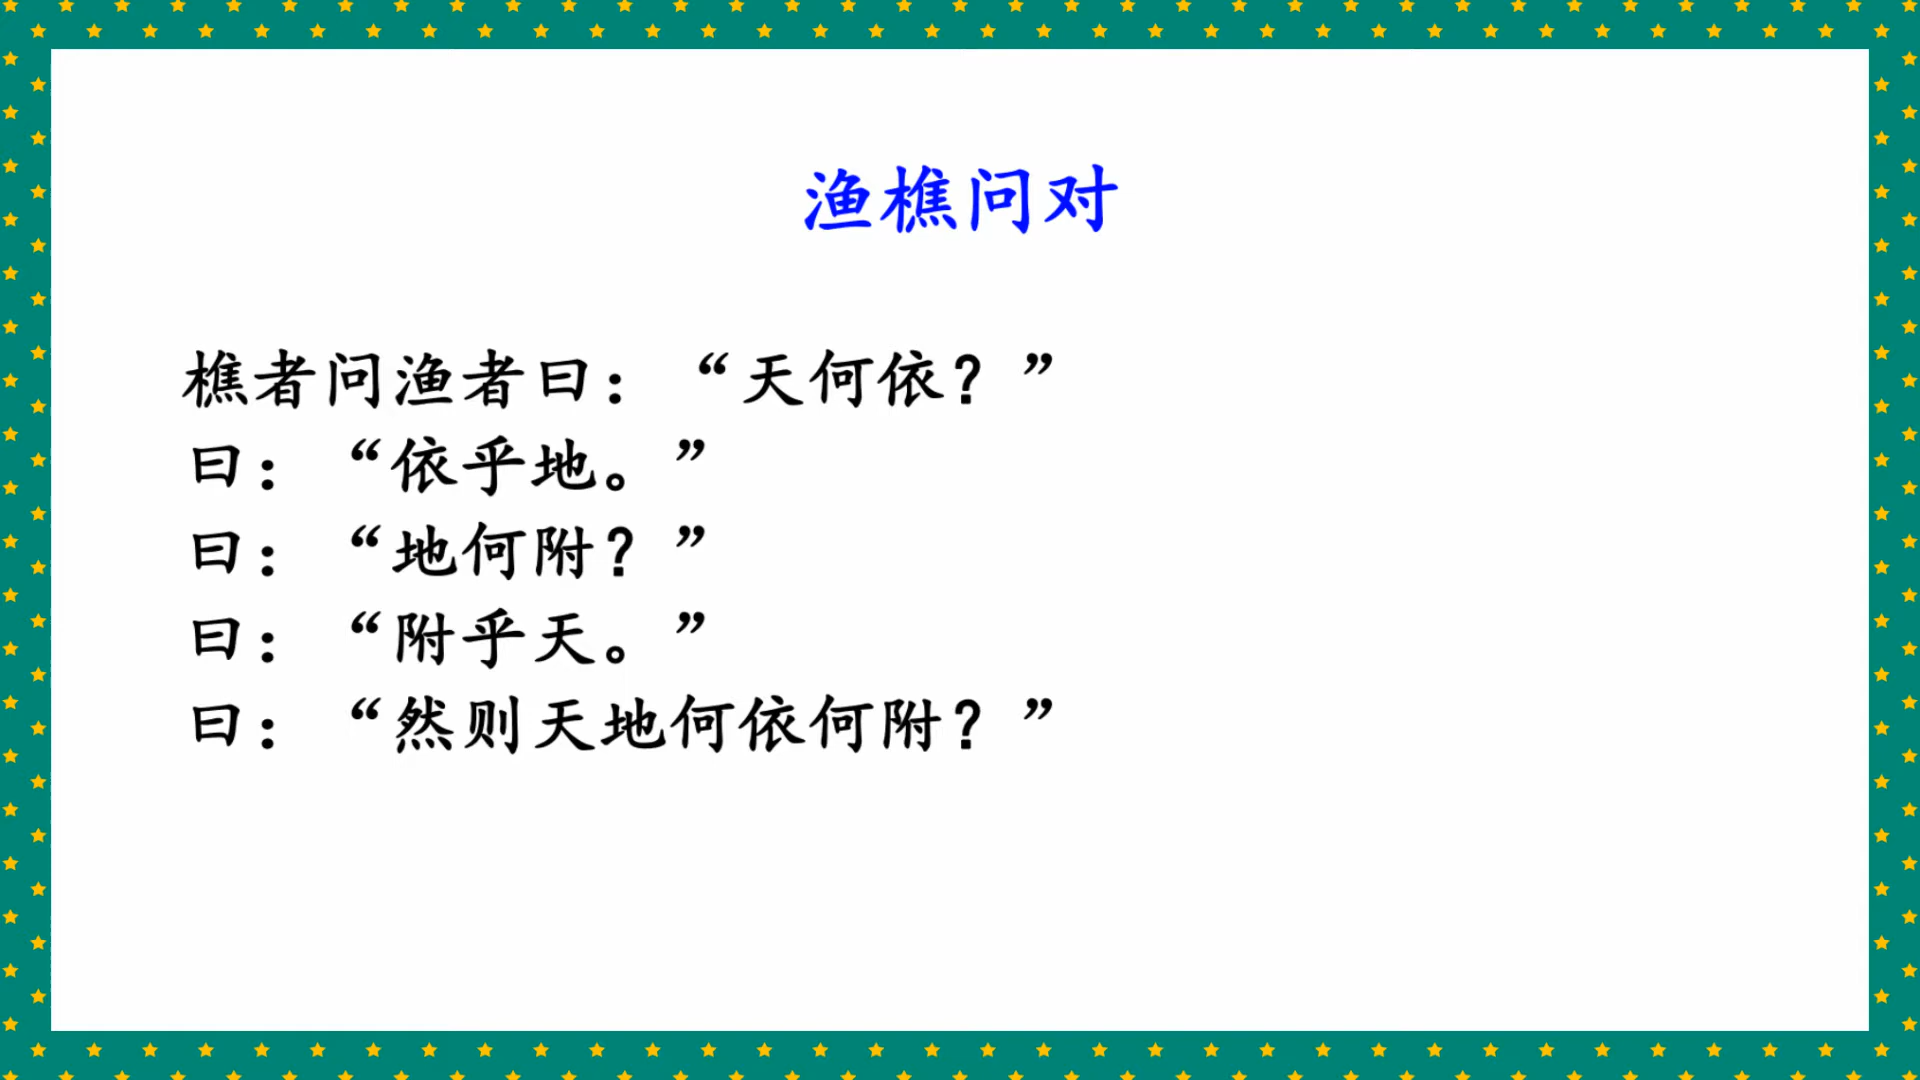 渔樵问对
樵者问渔者曰：“天何依？”
曰：“依乎地。”
曰：“地何附？”
曰：“附乎天。”
曰：“然则天地何依何附？”